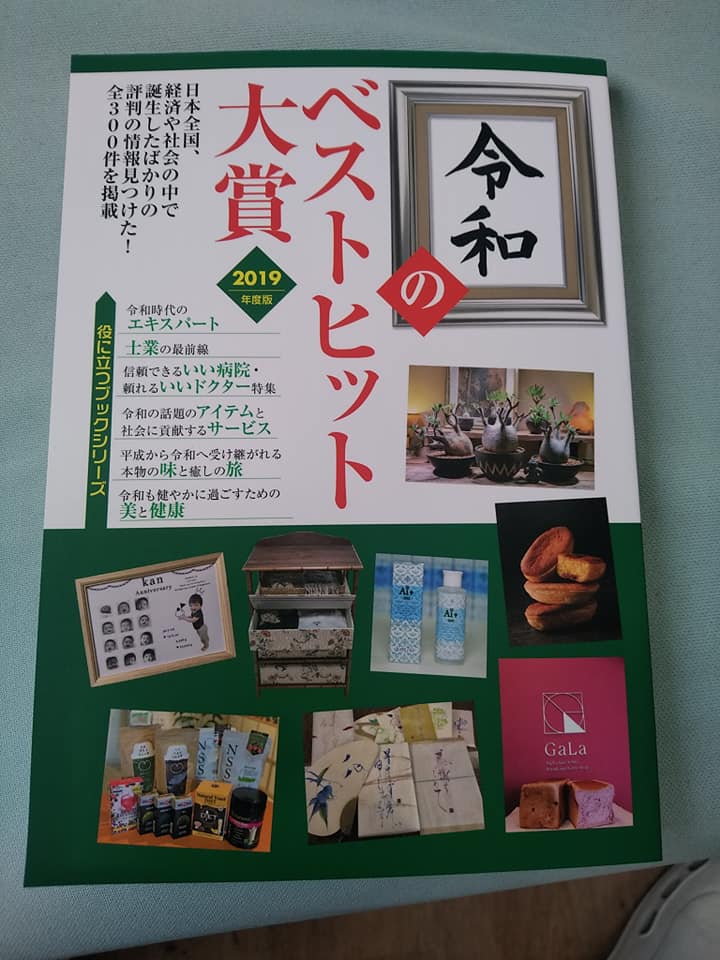 令和
の
ベストヒット
大賞
2019
年度版
日本全国、
経済や社会の中で
誕生したばかりの
評判の情報見つけた!
全300件を掲載
役に立つブックシリーズ
令和時代の
エキスパート
士業の最前線
信頼できるいい病院・
頼れるいいドクター特集
令和の話題のアイテムと
社会に貢献するサービス
平成から令和へ受け継がれる
本物の味と癒しの旅
令和も健やかに過ごすための
美と健康
kan
Anniversary
AI+
AI+
NSS
NSS
GaLa